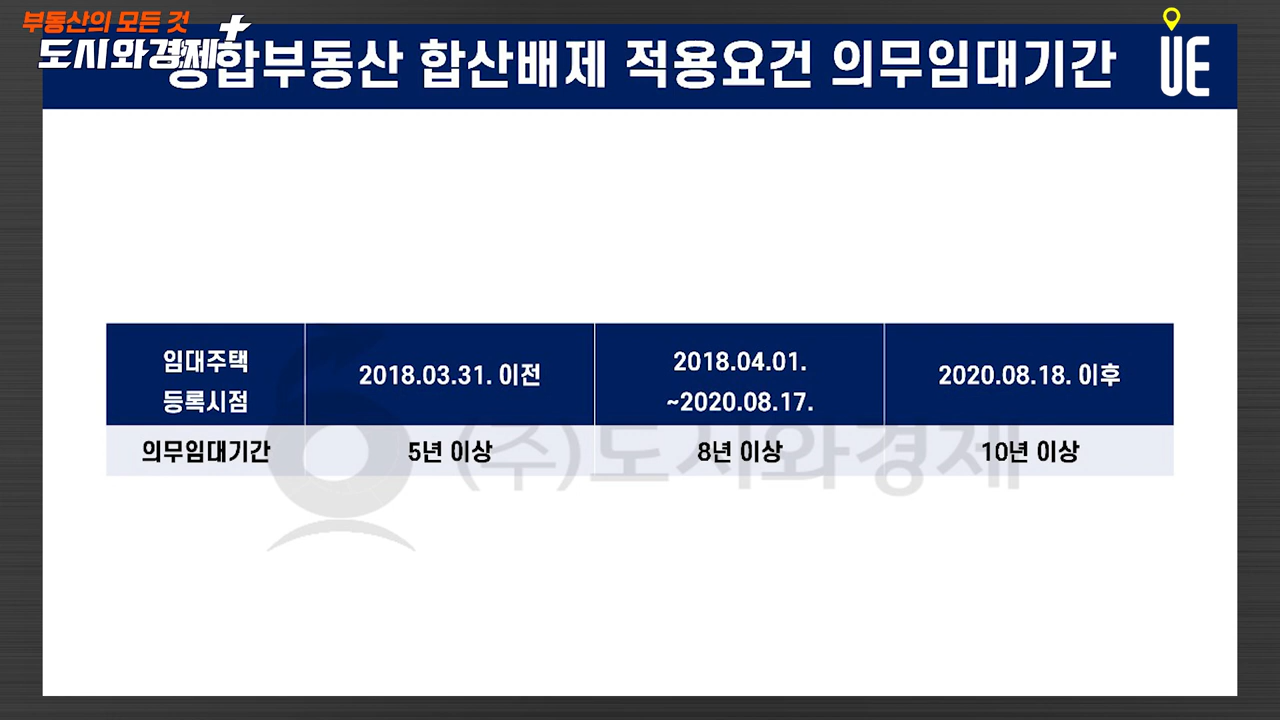 부동산의 모든 것
도시와경제+
종합부동산 합산배제 적용요건 의무임대기간
UE
임대주택
등록시점
2018.03.31. 이전
2018.04.01.
~2020.08.17.
2020.08.18. 이후
의무임대기간
5년 이상
8년 이상
10년 이상
(주)도시와경제